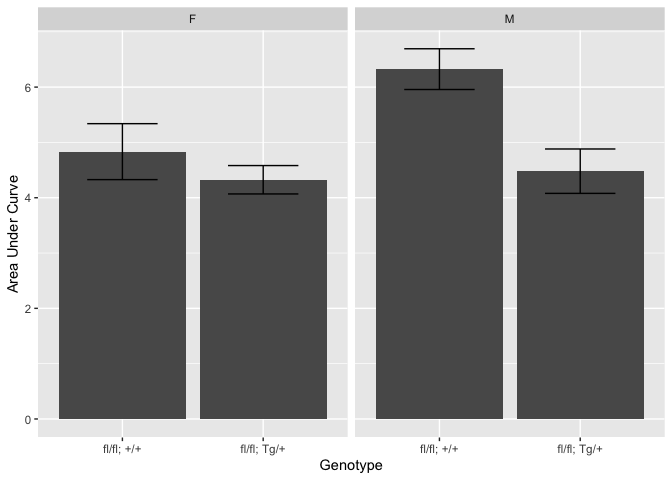 F
M
Area Under Curve
6
4
2
0
fl/fl; +/+
fl/fl; Tg/+
fl/fl; +/+
fl/fl; Tg/+
Genotype